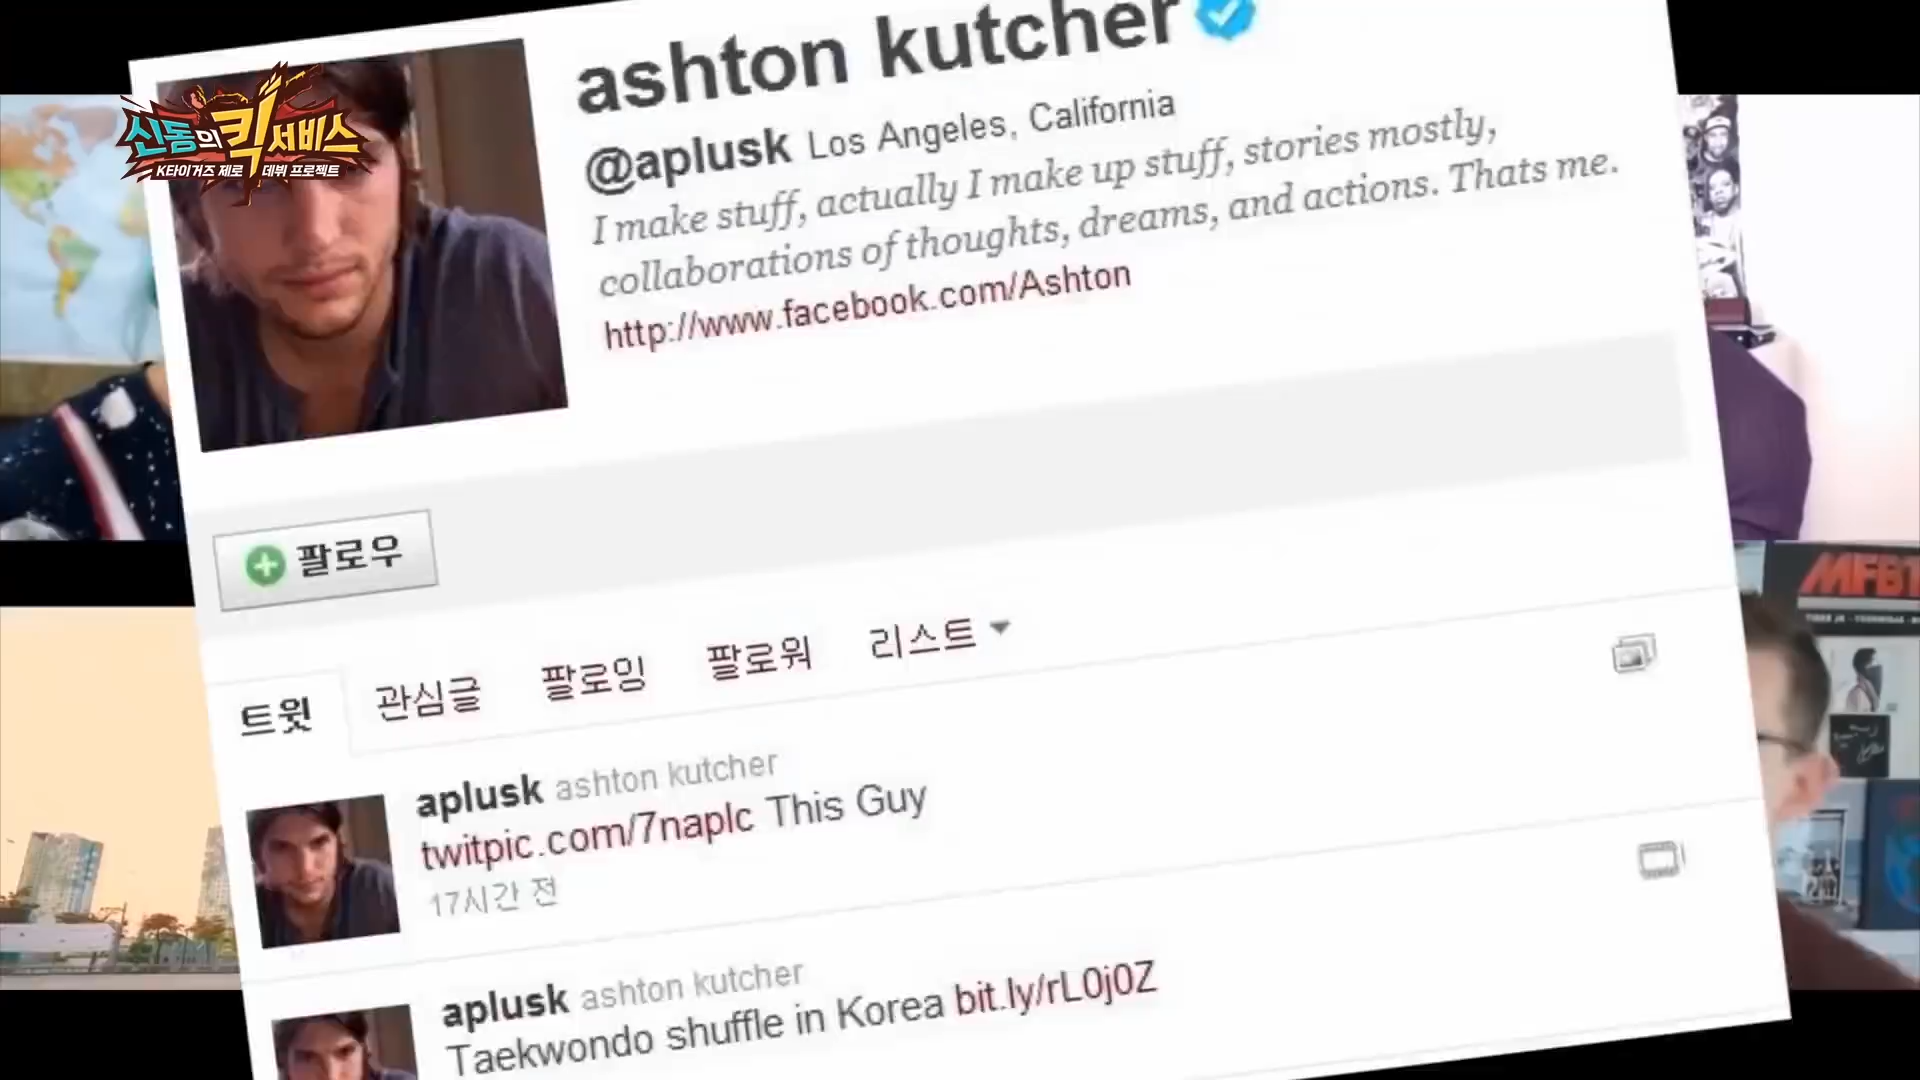 ashton kutcher
신동의 킥서비스
K타이거즈 제로 데뷔 프로젝트
@aplusk Los Angeles, California
I make stuff, actually I make up stuff, stories mostly,
collaborations of thoughts, dreams, and actions. Thats me.
http://www.facebook.com/Ashton
팔로우
트윗 관심글 팔로잉 팔로워 리스트
aplusk ashton kutcher
twitpic.com/7naplc This Guy
17시간 전
aplusk ashton kutcher
Taekwondo shuffle in Korea bit.ly/rL0j0Z